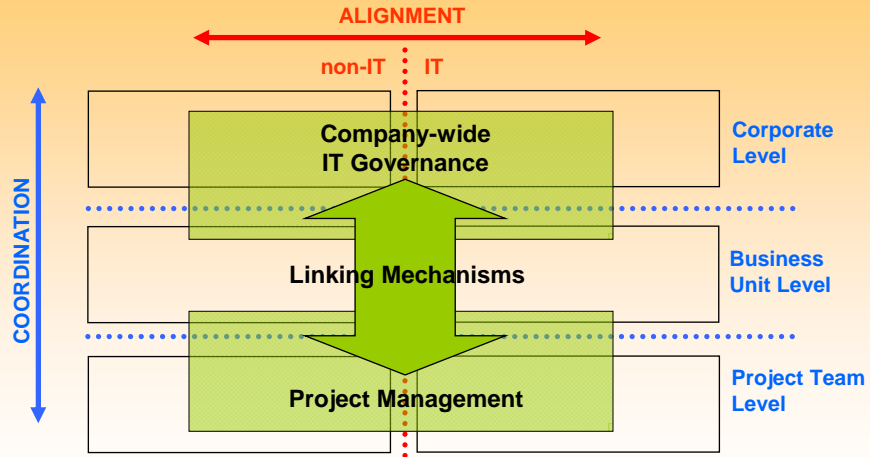 ALIGNMENT
non-IT IT
Company-wide
IT Governance
Corporate
Level
COORDINATION
Linking Mechanisms
Business
Unit Level
Project Management
Project Team
Level